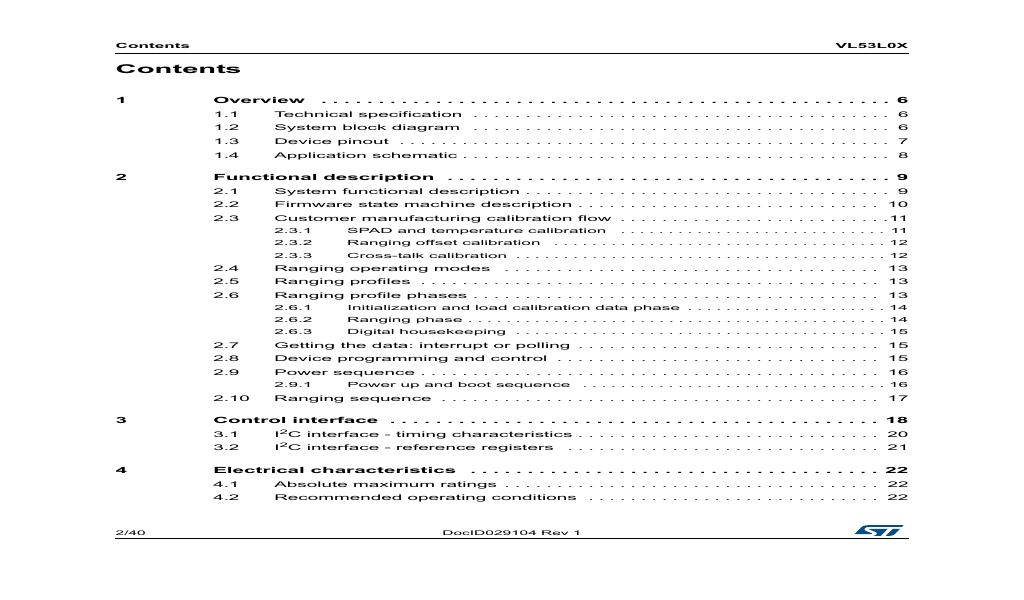 Contents VL53L0X
Contents
1 Overview . . . . . . . . . . . . . . . . . . . . . . . . . . . . . . . . . . . . . . 6
1.1 Technical specification . . . . . . . . . . . . . . . . . . . . . . . . . . . . . . 6
1.2 System block diagram . . . . . . . . . . . . . . . . . . . . . . . . . . . . . . 6
1.3 Device pinout . . . . . . . . . . . . . . . . . . . . . . . . . . . . . . 7
1.4 Application schematic . . . . . . . . . . . . . . . . . . . . . . . . . . . . . . 8
2 Functional description . . . . . . . . . . . . . . . . . . . . . . . . . . . . . . 9
2.1 System functional description . . . . . . . . . . . . . . . . . . . . . . . . . . . . . . 9
2.2 Firmware state machine description . . . . . . . . . . . . . . . . . . . . . . . . 10
2.3 Customer manufacturing calibration flow . . . . . . . . . . . . . . . . . . . . . . 11
2.3.1 SPAD and temperature calibration . . . . . . . . . . . . . . . . . . . . . . 11
2.3.2 Ranging offset calibration . . . . . . . . . . . . . . . . . . . . . . . . . . 12
2.3.3 Cross-talk calibration . . . . . . . . . . . . . . . . . . . . . . . . . . . . 12
2.4 Ranging operating modes . . . . . . . . . . . . . . . . . . . . . . . . . . . . 13
2.5 Ranging profiles . . . . . . . . . . . . . . . . . . . . . . . . . . . . . . 13
2.6 Ranging profile phases . . . . . . . . . . . . . . . . . . . . . . . . . . . . . . 13
2.6.1 Initialization and load calibration data phase . . . . . . . . . . . . . . . . 14
2.6.2 Ranging phase . . . . . . . . . . . . . . . . . . . . . . . . . . . . . . 14
2.6.3 Digital housekeeping . . . . . . . . . . . . . . . . . . . . . . . . . . . . 15
2.7 Getting the data: interrupt or polling . . . . . . . . . . . . . . . . . . . . . . . . 15
2.8 Device programming and control . . . . . . . . . . . . . . . . . . . . . . . . . . 15
2.9 Power sequence . . . . . . . . . . . . . . . . . . . . . . . . . . . . . . 16
2.9.1 Power up and boot sequence . . . . . . . . . . . . . . . . . . . . . . . . 16
2.10 Ranging sequence . . . . . . . . . . . . . . . . . . . . . . . . . . . . . . 17
3 Control interface . . . . . . . . . . . . . . . . . . . . . . . . . . . . . . . . 18
3.1 I²C interface - timing characteristics . . . . . . . . . . . . . . . . . . . . . . . . 20
3.2 I²C interface - reference registers . . . . . . . . . . . . . . . . . . . . . . . . 21
4 Electrical characteristics . . . . . . . . . . . . . . . . . . . . . . . . . . . . 22
4.1 Absolute maximum ratings . . . . . . . . . . . . . . . . . . . . . . . . . . . . 22
4.2 Recommended operating conditions . . . . . . . . . . . . . . . . . . . . . . . . 22
2/40 DocID029104 Rev 1 ST